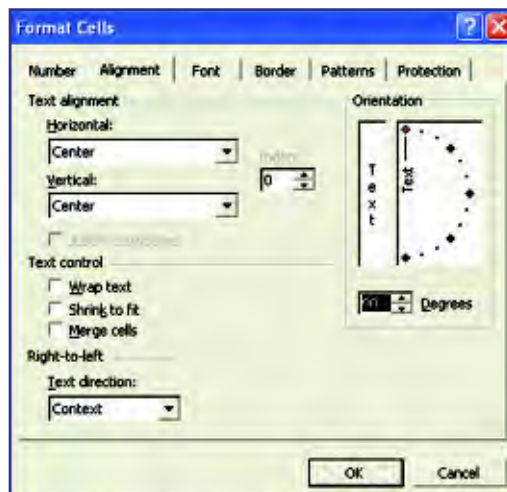 Format Cells
Number Alignment Font Border Patterns Protection
Text alignment
Horizontal:
Center
Indent:
0
Vertical:
Center
Text control
Wrap text
Shrink to fit
Merge cells
Right-to-left
Text direction:
Context
Orientation
Text
Text
Degrees
OK Cancel